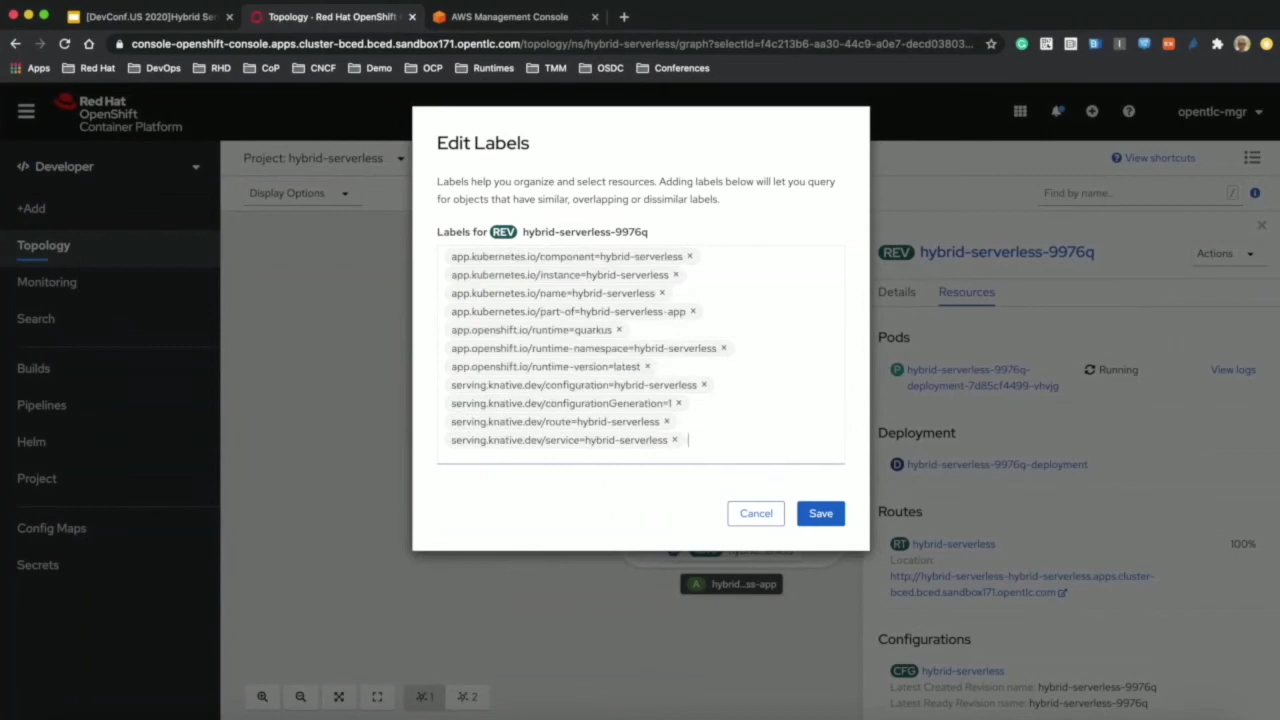 [DevConf.US 2020]Hybrid Ser
Topology · Red Hat OpenShift
AWS Management Console
console-openshift-console.apps.cluster-bced.bced.sandbox171.opentlc.com/topology/ns/hybrid-serverless/graph?selectId=f4c213b6-aa30-44c9-a0e7-decd03803...
Apps Red Hat DevOps RHD CoP CNCF Demo OCP Runtimes TMM OSDC Conferences
Red Hat
OpenShift
Container Platform
opentlc-mgr
Developer
+Add
Topology
Monitoring
Search
Builds
Pipelines
Helm
Project
Config Maps
Secrets
Project: hybrid-serverless
View shortcuts
Display Options
Find by name...
/
Edit Labels
Labels help you organize and select resources. Adding labels below will let you query
for objects that have similar, overlapping or dissimilar labels.
Labels for REV hybrid-serverless-9976q
app.kubernetes.io/component=hybrid-serverless ×
app.kubernetes.io/instance=hybrid-serverless ×
app.kubernetes.io/name=hybrid-serverless ×
app.kubernetes.io/part-of=hybrid-serverless-app ×
app.openshift.io/runtime=quarkus ×
app.openshift.io/runtime-namespace=hybrid-serverless ×
app.openshift.io/runtime-version=latest ×
serving.knative.dev/configuration=hybrid-serverless ×
serving.knative.dev/configurationGeneration=1 ×
serving.knative.dev/route=hybrid-serverless ×
serving.knative.dev/service=hybrid-serverless ×
Cancel Save
A hybrid...ss-app
1 2
REV hybrid-serverless-9976q
Actions
Details Resources
Pods
P hybrid-serverless-9976q-
deployment-7d85cf4499-vhvjg
Running
View logs
Deployment
D hybrid-serverless-9976q-deployment
Routes
RT hybrid-serverless 100%
Location:
http://hybrid-serverless-hybrid-serverless.apps.cluster-
bced.bced.sandbox171.opentlc.com
Configurations
CFG hybrid-serverless
Latest Created Revision name: hybrid-serverless-9976q
Latest Ready Revision name: hybrid-serverless-9976q